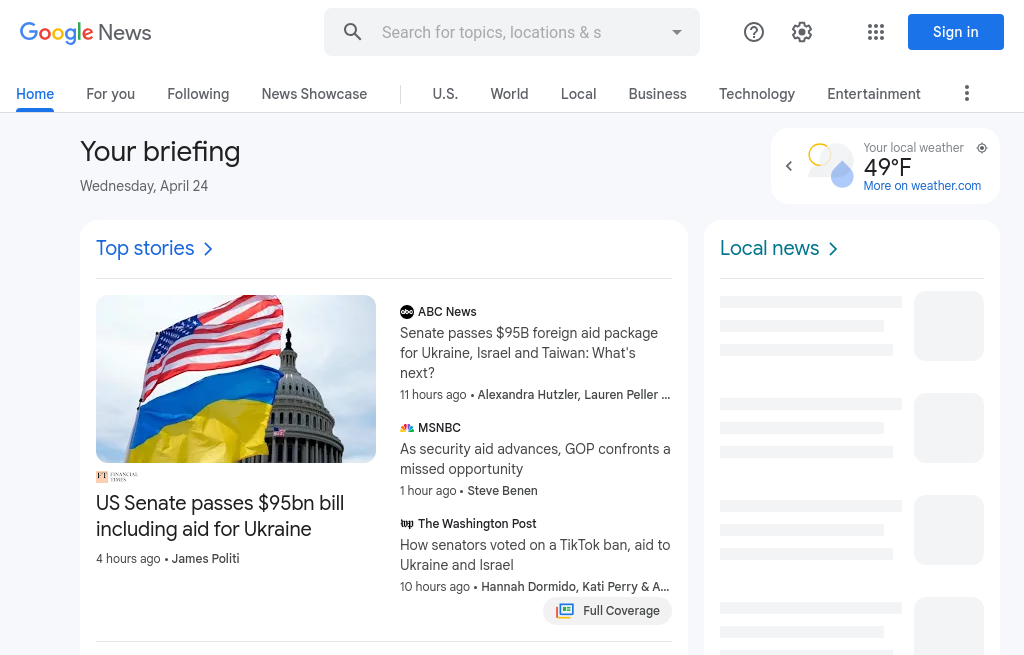 Google News
Search for topics, locations & s
Sign in
Home
For you
Following
News Showcase
U.S.
World
Local
Business
Technology
Entertainment
Your briefing
Wednesday, April 24
Your local weather
49°F
More on weather.com
Top stories
FT FINANCIAL TIMES
US Senate passes $95bn bill
including aid for Ukraine
4 hours ago • James Politi
abc ABC News
Senate passes $95B foreign aid package
for Ukraine, Israel and Taiwan: What's
next?
11 hours ago • Alexandra Hutzler, Lauren Peller ...
MSNBC
As security aid advances, GOP confronts a
missed opportunity
1 hour ago • Steve Benen
wp The Washington Post
How senators voted on a TikTok ban, aid to
Ukraine and Israel
10 hours ago • Hannah Dormido, Kati Perry & A...
Full Coverage
Local news